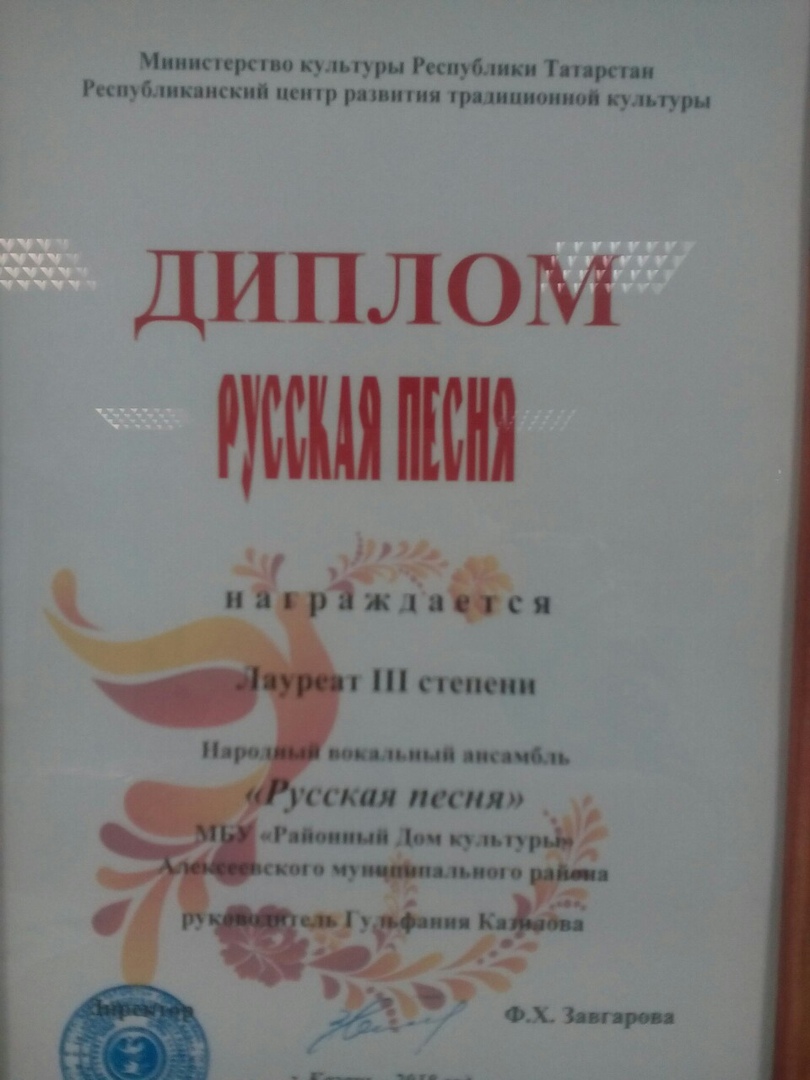 Министерство культуры Республики Татарстан
Республиканский центр развития традиционной культуры
ДИПЛОМ
РУССКАЯ ПЕСНЯ
награждается
Лауреат III степени
Народный вокальный ансамбль
«Русская песня»
МБУ «Районный Дом культуры»
Алексеевского муниципального района
руководитель Гульфания
Директор
Ф.Х. Завгарова